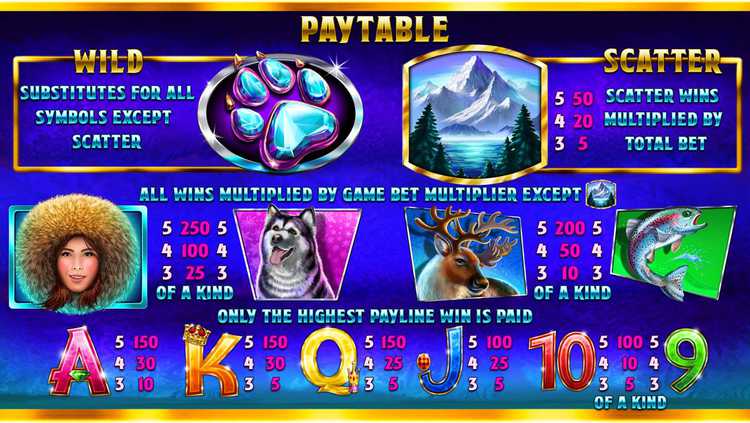 PAYTABLE
WILD
SUBSTITUTES FOR ALL
SYMBOLS EXCEPT
SCATTER
SCATTER
5 50 SCATTER WINS
4 20 MULTIPLIED BY
3 5 TOTAL BET
ALL WINS MULTIPLIED BY GAME BET MULTIPLIER EXCEPT
5 250 5
4 100 4
3 25 3
OF A KIND
5 200 5
4 50 4
3 10 3
OF A KIND
ONLY THE HIGHEST PAYLINE WIN IS PAID
A 5 150
4 30
3 10
K 5 150
4 30
3 10
Q 5 150
4 25
3 5
J 5 100
4 25
3 5
10 5 100 5
4 10 4
3 5 3
OF A KIND
9